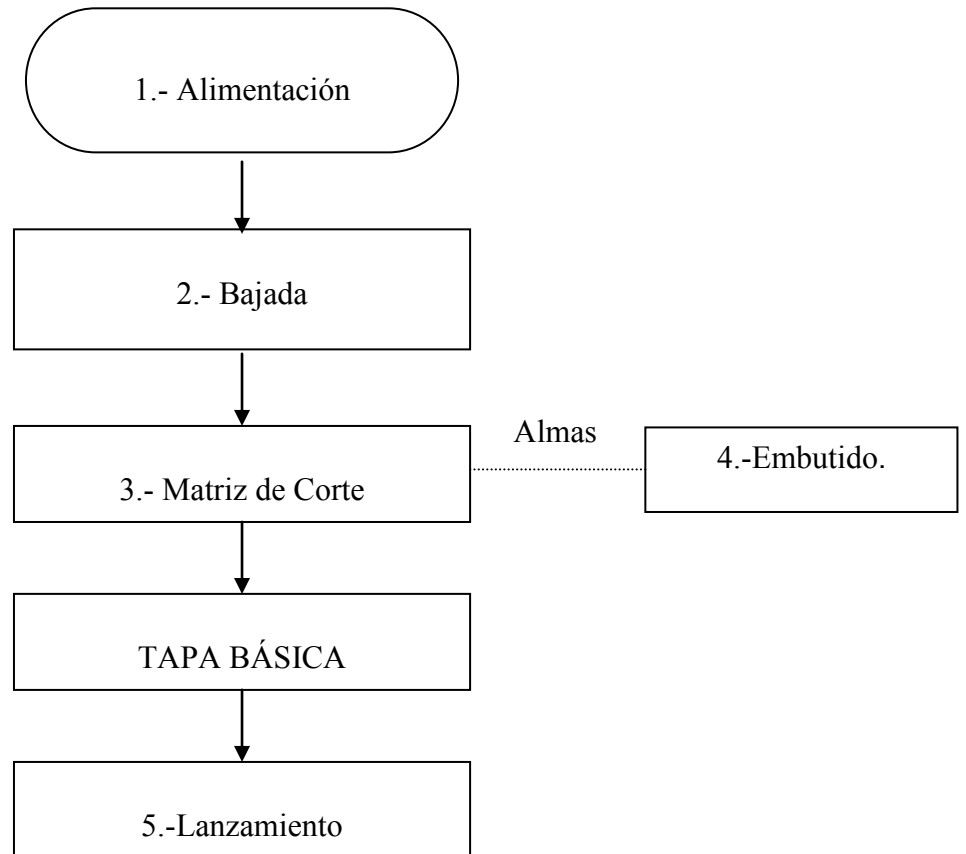 1.- Alimentación
2.- Bajada
Almas
3.- Matriz de Corte
4.-Embutido.
TAPA BÁSICA
5.-Lanzamiento